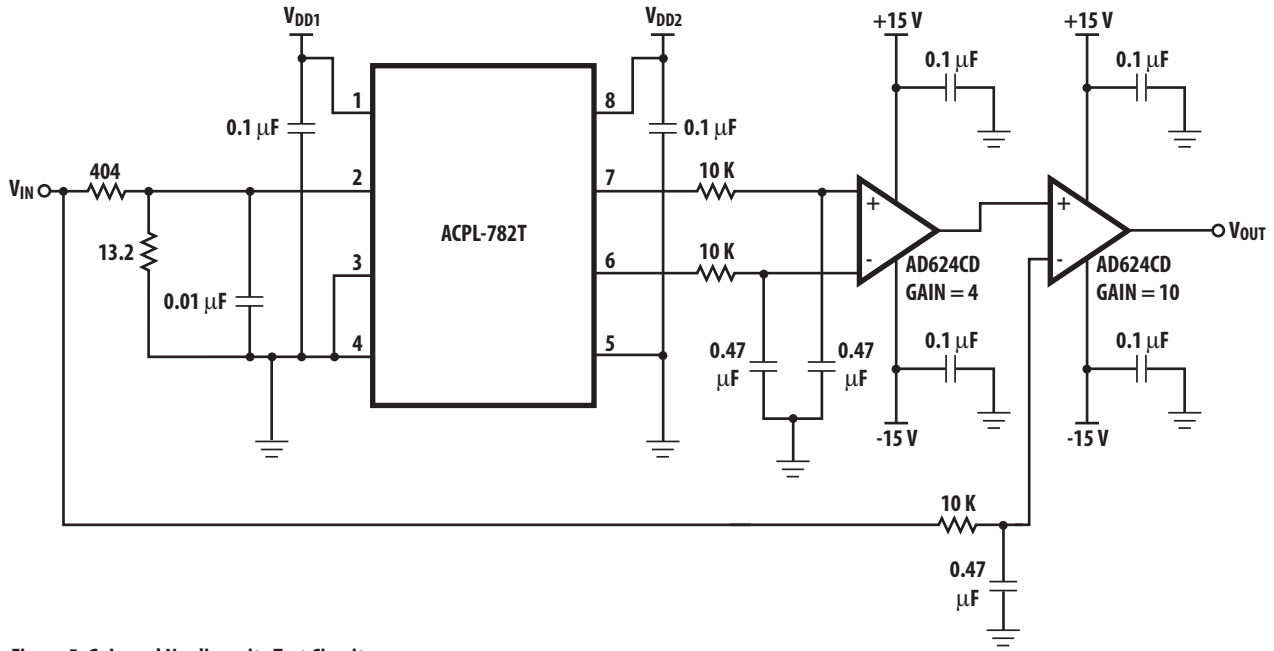 VDD1
VDD2
+15 V
+15 V
0.1 μF
0.1 μF
1
8
0.1 μF
0.1 μF
404
10 K
VIN
2
7
+
+
13.2
ACPL-782T
VOUT
10 K
3
6
-
-
AD624CD
GAIN = 4
AD624CD
GAIN = 10
0.01 μF
4
5
0.47
μF
0.47
μF
0.1 μF
0.1 μF
-15 V
-15 V
10 K
0.47
μF